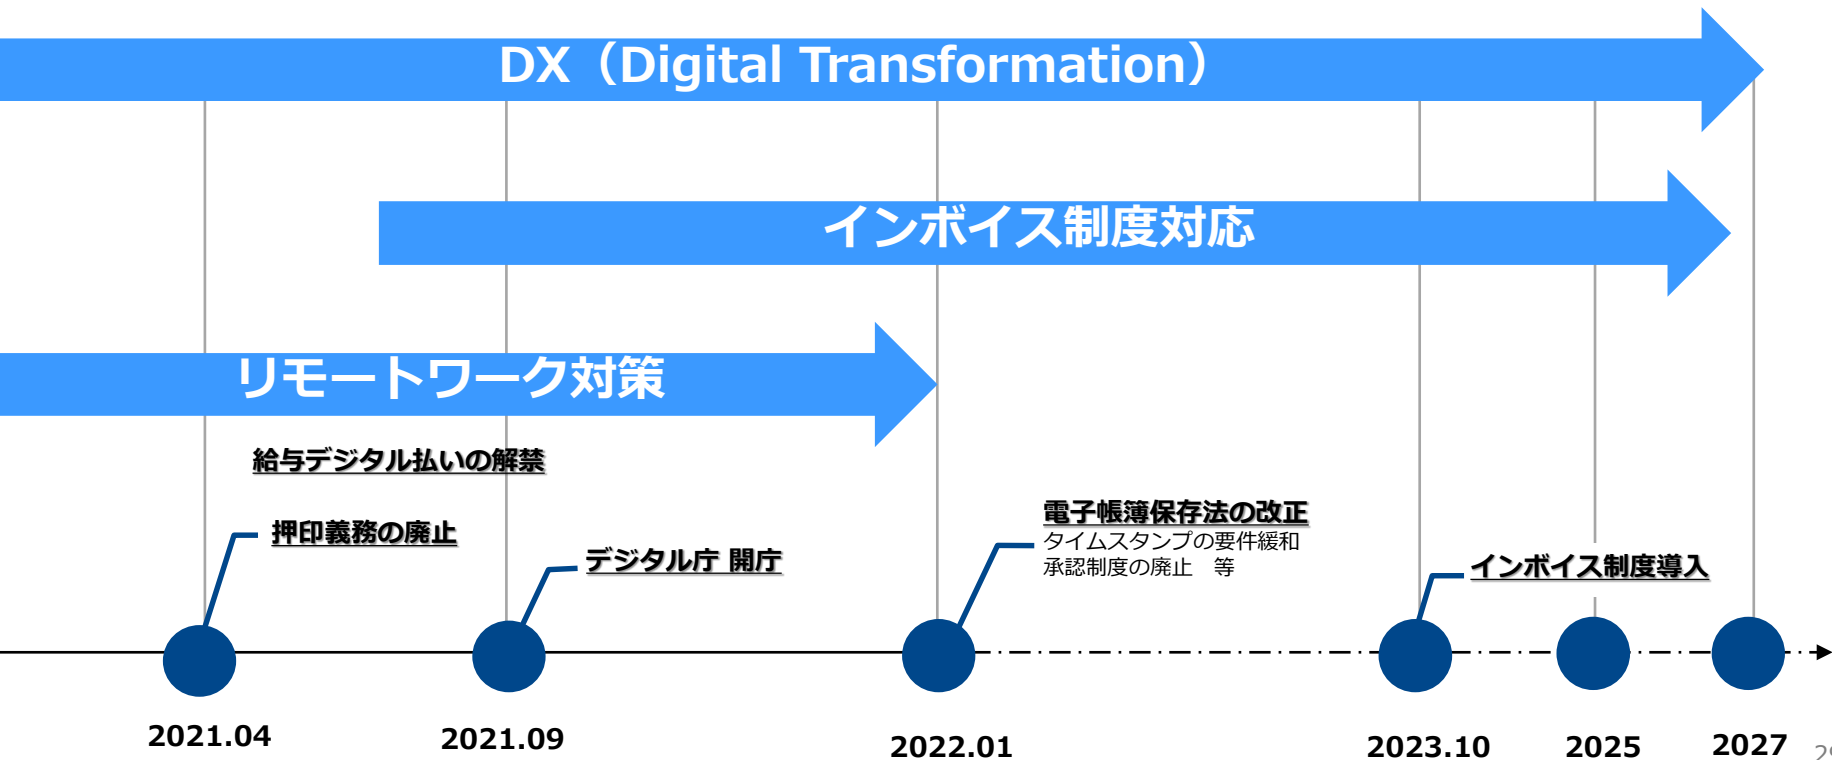 DX（Digital Transformation）
インボイス制度対応
リモートワーク対策
給与デジタル払いの解禁
押印義務の廃止
デジタル庁 開庁
電子帳簿保存法の改正
タイムスタンプの要件緩和
承認制度の廃止　等
インボイス制度導入
2021.04
2021.09
2022.01
2023.10
2025
2027